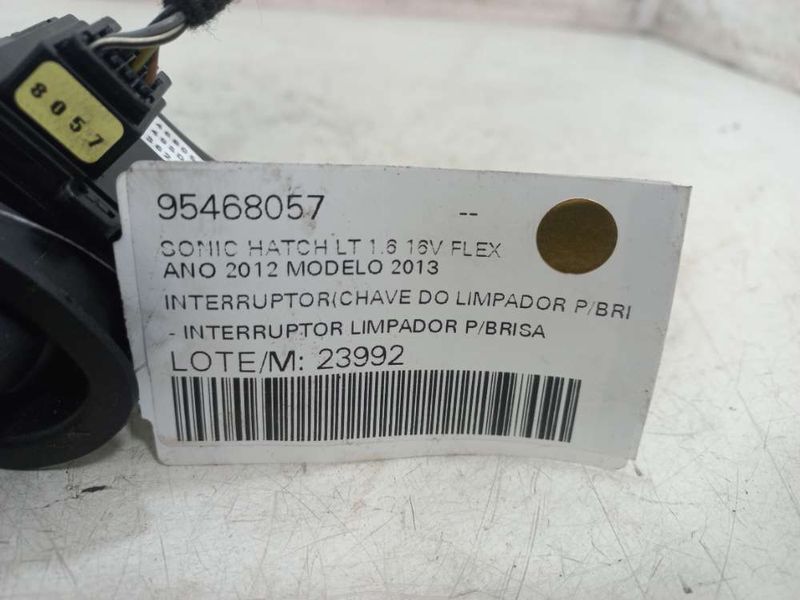 8057
95468057 --
SONIC HATCH LT 1.6 16V FLEX
ANO 2012 MODELO 2013
INTERRUPTOR(CHAVE DO LIMPADOR P/BRI
- INTERRUPTOR LIMPADOR P/BRISA
LOTE/M: 23992